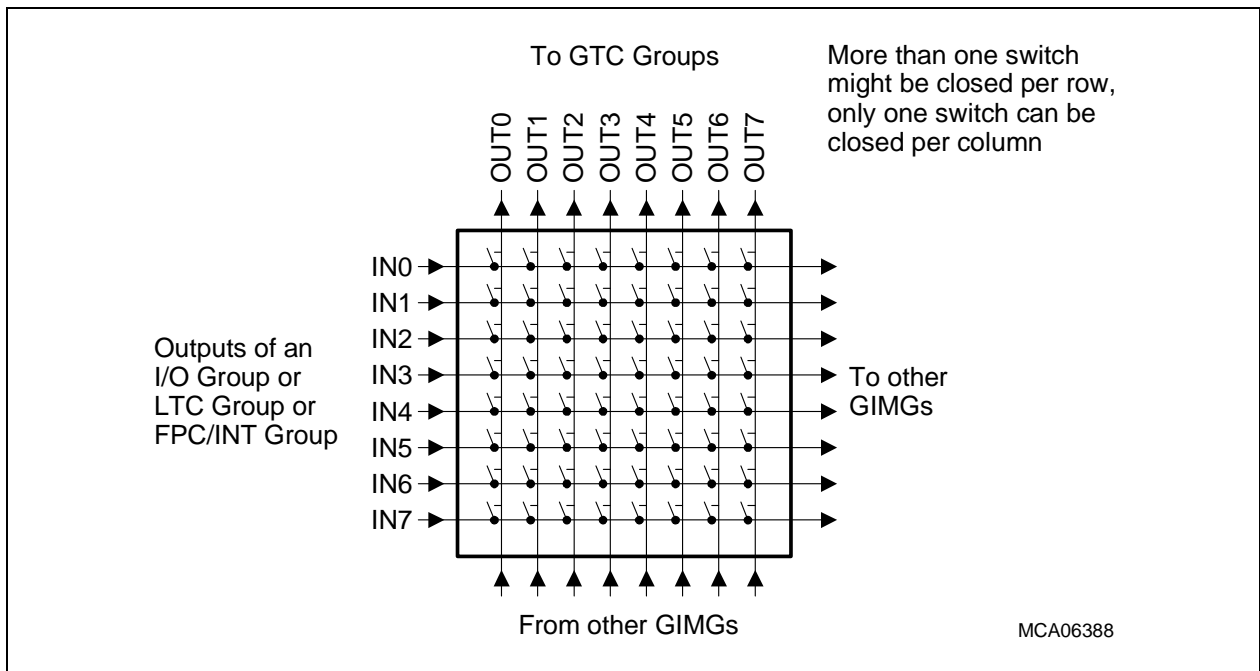 To GTC Groups
More than one switch
might be closed per row,
only one switch can be
closed per column
OUT0
OUT1
OUT2
OUT3
OUT4
OUT5
OUT6
OUT7
IN0
IN1
IN2
IN3
IN4
IN5
IN6
IN7
Outputs of an
I/O Group or
LTC Group or
FPC/INT Group
To other
GIMGs
From other GIMGs
MCA06388